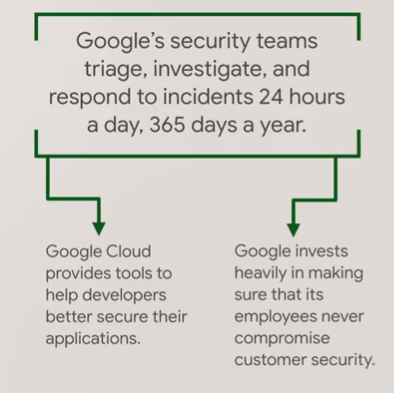 Google's security teams
triage, investigate, and
respond to incidents 24 hours
a day, 365 days a year.
Google Cloud
provides tools to
help developers
better secure their
applications.
Google invests
heavily in making
sure that its
employees never
compromise
customer security.